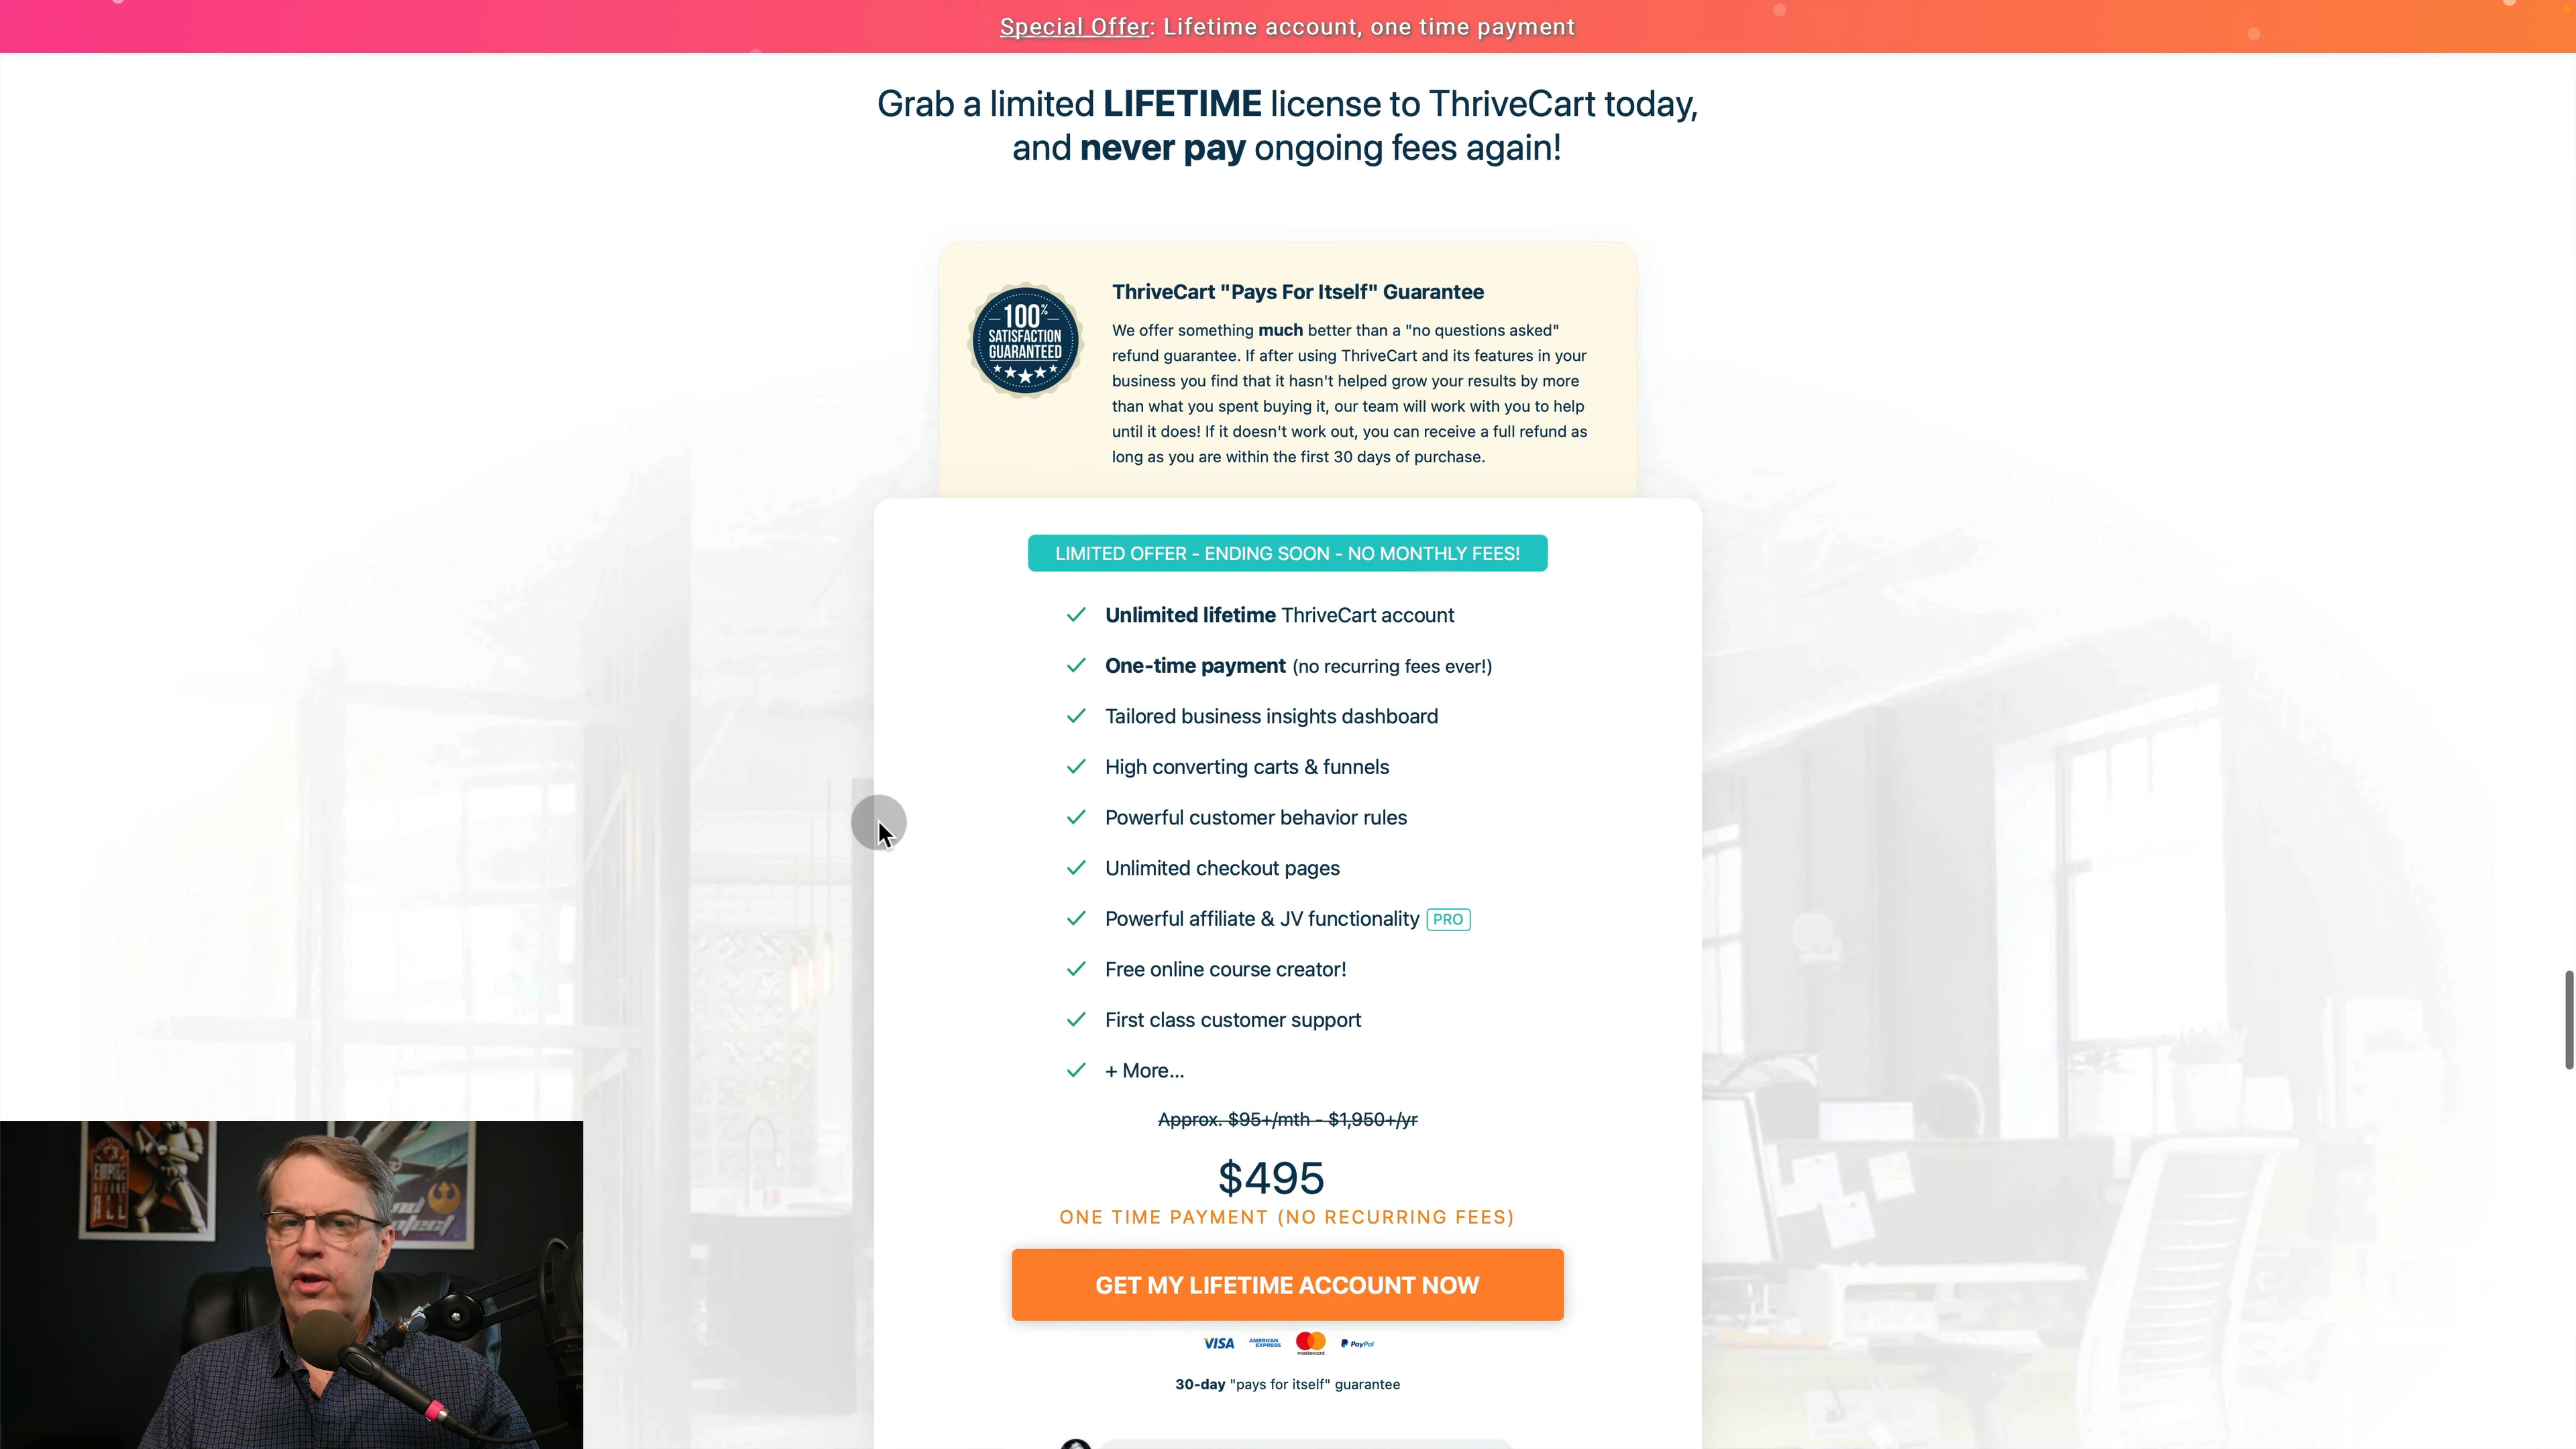 Special Offer: Lifetime account, one time payment
Grab a limited LIFETIME license to ThriveCart today,
and never pay ongoing fees again!
100%
SATISFACTION
GUARANTEED
ThriveCart "Pays For Itself" Guarantee
We offer something much better than a "no questions asked"
refund guarantee. If after using ThriveCart and its features in your
business you find that it hasn't helped grow your results by more
than what you spent buying it, our team will work with you to help
until it does! If it doesn't work out, you can receive a full refund as
long as you are within the first 30 days of purchase.
LIMITED OFFER - ENDING SOON - NO MONTHLY FEES!
Unlimited lifetime ThriveCart account
One-time payment (no recurring fees ever!)
Tailored business insights dashboard
High converting carts & funnels
Powerful customer behavior rules
Unlimited checkout pages
Powerful affiliate & JV functionality PRO
Free online course creator!
First class customer support
+ More...
Approx. $95+/mth - $1,950+/yr
$495
ONE TIME PAYMENT (NO RECURRING FEES)
GET MY LIFETIME ACCOUNT NOW
VISA AMERICAN EXPRESS mastercard PayPal
30-day "pays for itself" guarantee
EMPIRE
ALL